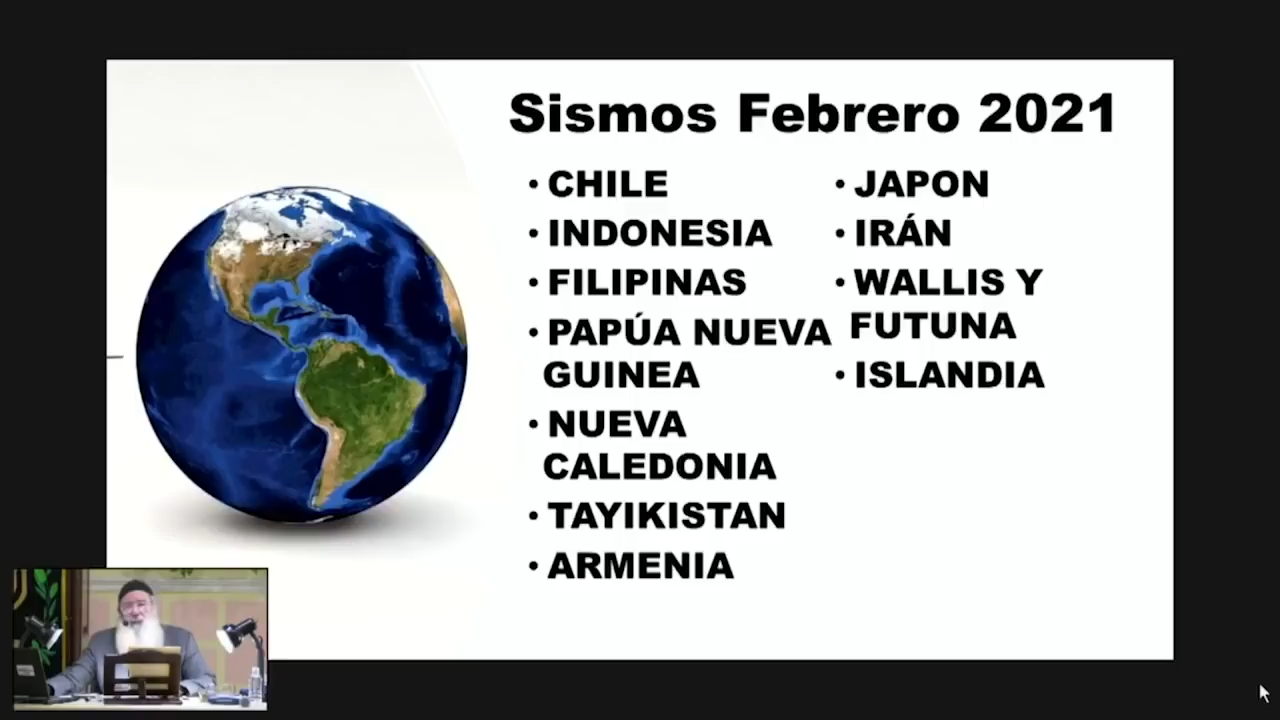 Sismos Febrero 2021
• CHILE
• INDONESIA
• FILIPINAS
• PAPÚA NUEVA
GUINEA
• NUEVA
CALEDONIA
• TAYIKISTAN
• ARMENIA
• JAPON
• IRÁN
• WALLIS Y
FUTUNA
• ISLANDIA